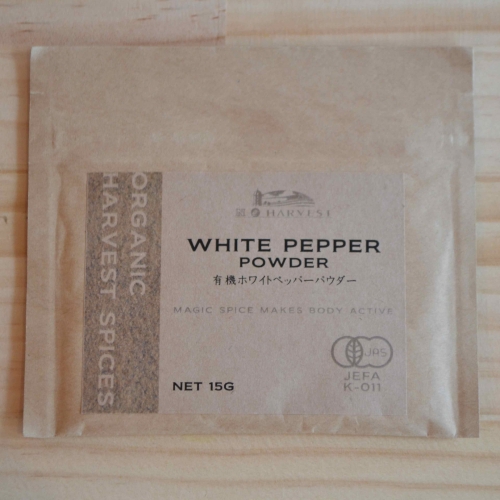 ORGANIC
HARVEST SPICES
HARVEST
WHITE PEPPER
POWDER
有機ホワイトペッパーパウダー
MAGIC SPICE MAKES BODY ACTIVE
JAS
JEFA
K-011
NET 15G